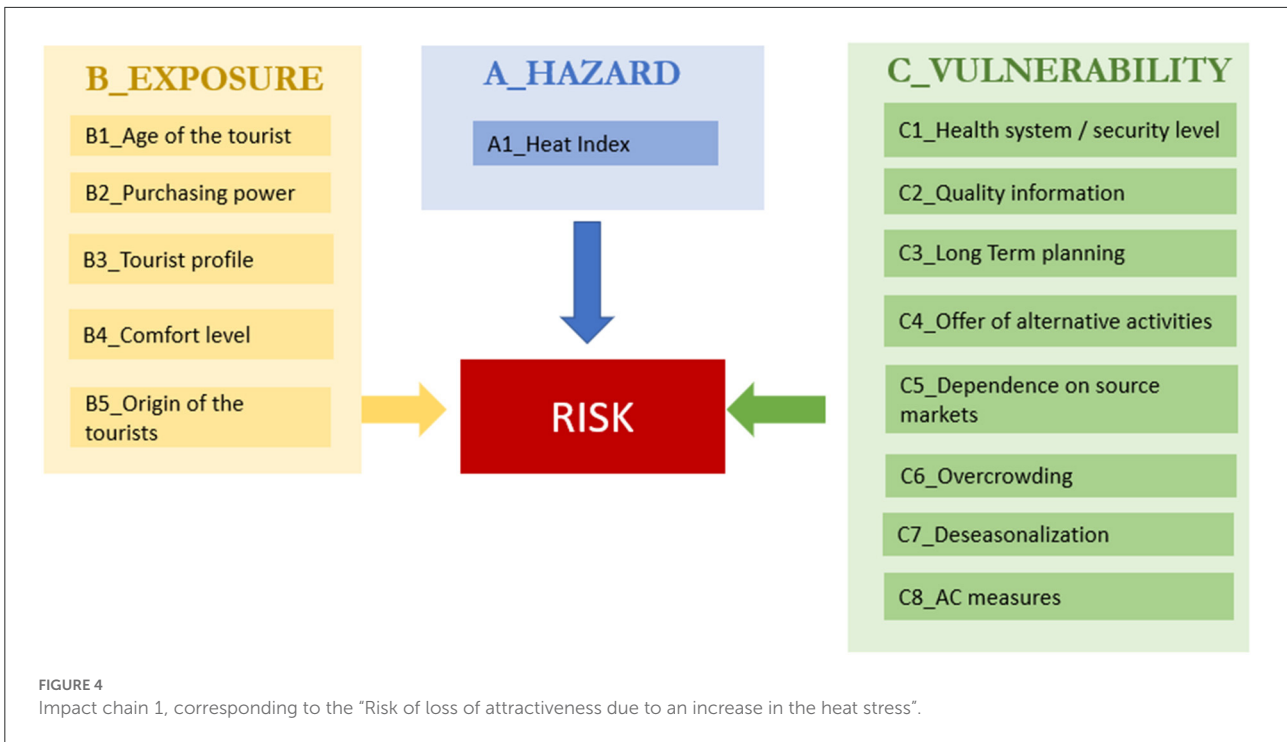 B_EXPOSURE
B1_Age of the tourist
B2_Purchasing power
B3_Tourist profile
B4_Comfort level
B5_Origin of the
tourists
A_HAZARD
A1_Heat Index
RISK
C_VULNERABILITY
C1_Health system / security level
C2_Quality information
C3_Long Term planning
C4_Offer of alternative activities
C5_Dependence on source
markets
C6_Overcrowding
C7_Deseasonalization
C8_AC measures
FIGURE 4
Impact chain 1, corresponding to the “Risk of loss of attractiveness due to an increase in the heat stress”.